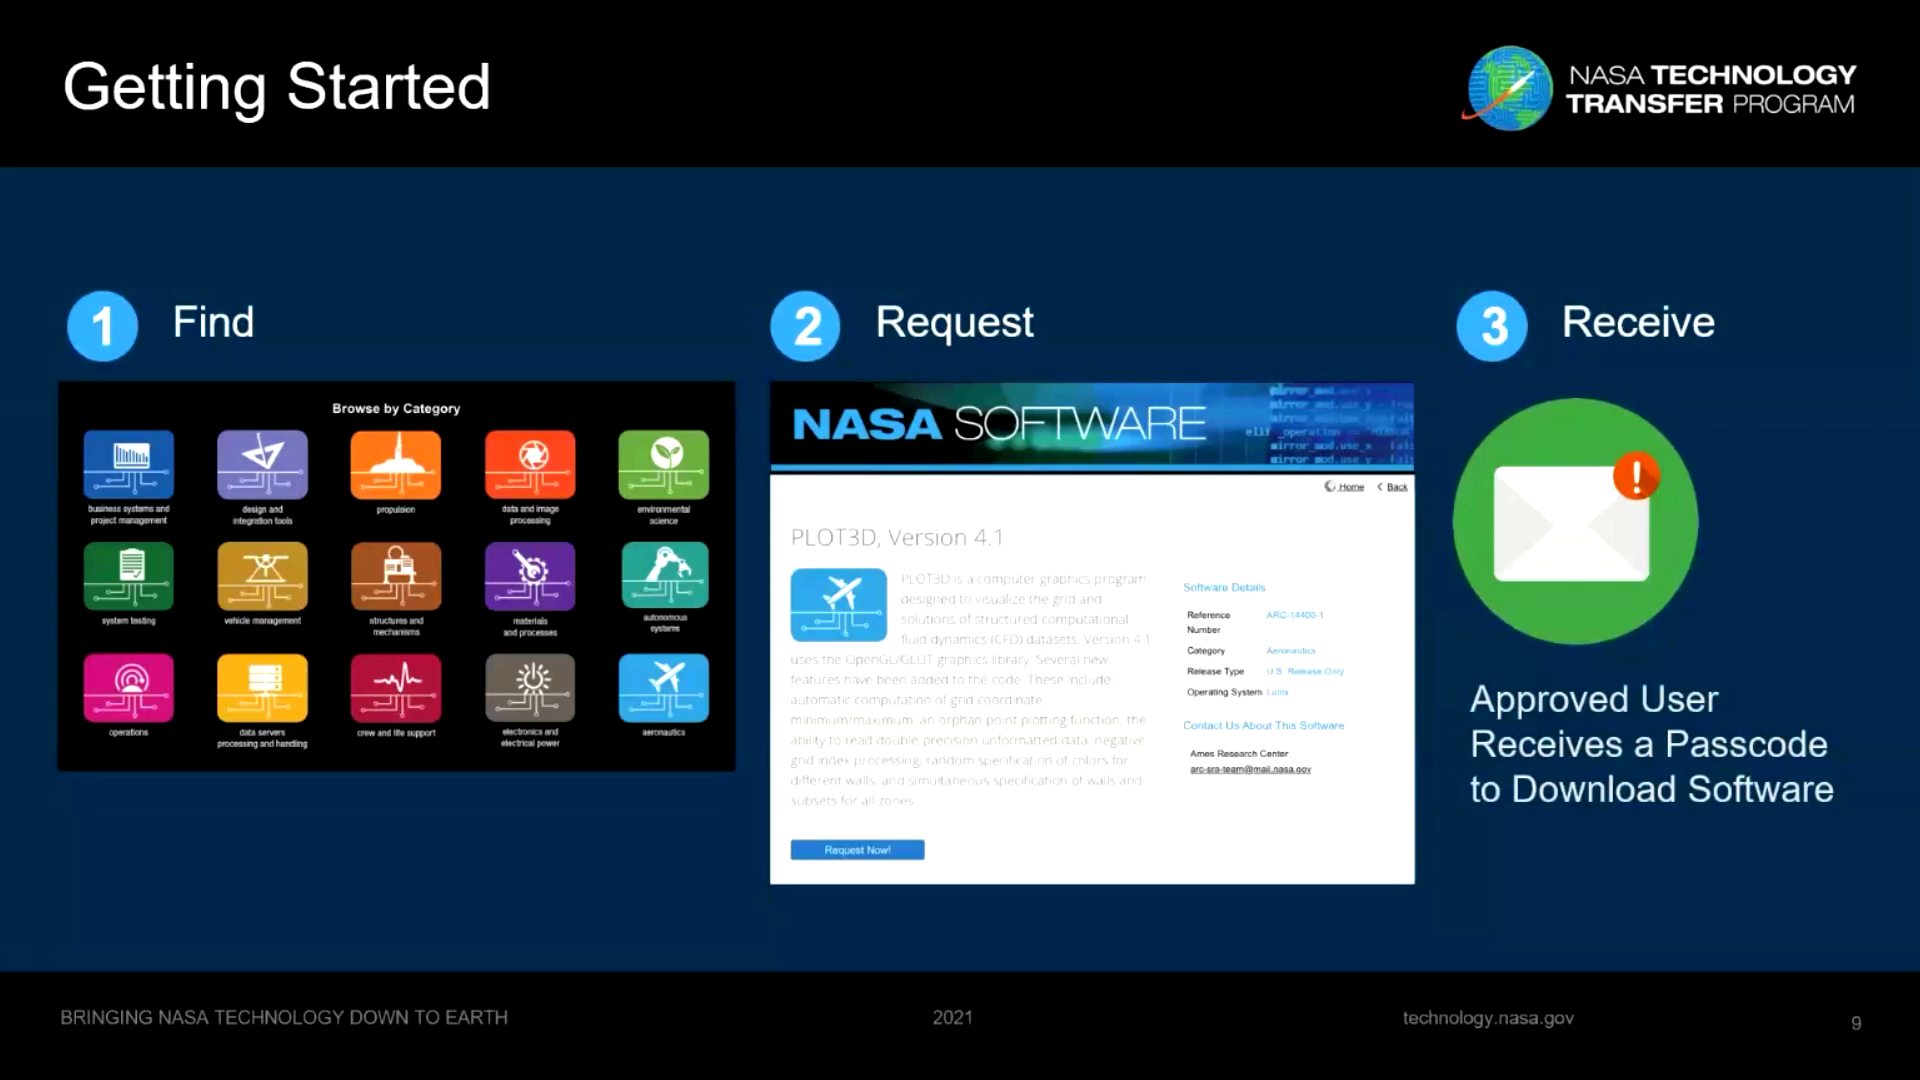 Getting Started
NASA TECHNOLOGY
TRANSFER PROGRAM
1 Find
Browse by Category
business systems and
project management
design and
integration tools
propulsion
data and image
processing
environmental
science
system testing
vehicle management
structures and
mechanisms
materials
and processes
autonomous
systems
operations
data servers
processing and handling
crew and life support
electronics and
electrical power
aeronautics
2 Request
NASA SOFTWARE
mirror_mod.use_x
mirror_mod.use_y
Home < Back
PLOT3D, Version 4.1
PLOT3D is a computer graphics program
designed to visualize the grid and
solutions of structured computational
fluid dynamics (CFD) datasets. Version 4.1
uses the OpenGL/GLUT graphics library. Several new
features have been added to the code. These include:
automatic computation of grid coordinate
minimum/maximum, an orphan point plotting function, the
ability to read double precision unformatted data, negative
grid index processing, random specification of colors for
different walls, and simultaneous specification of walls and
subsets for all zones.
Request Now!
Software Details
Reference
Number
ARC-14400-1
Category Aeronautics
Release Type U.S. Release Only
Operating System Linux
Contact Us About This Software
Ames Research Center
arc-sra-team@mail.nasa.gov
3 Receive
!
Approved User
Receives a Passcode
to Download Software
BRINGING NASA TECHNOLOGY DOWN TO EARTH
2021
technology.nasa.gov
9